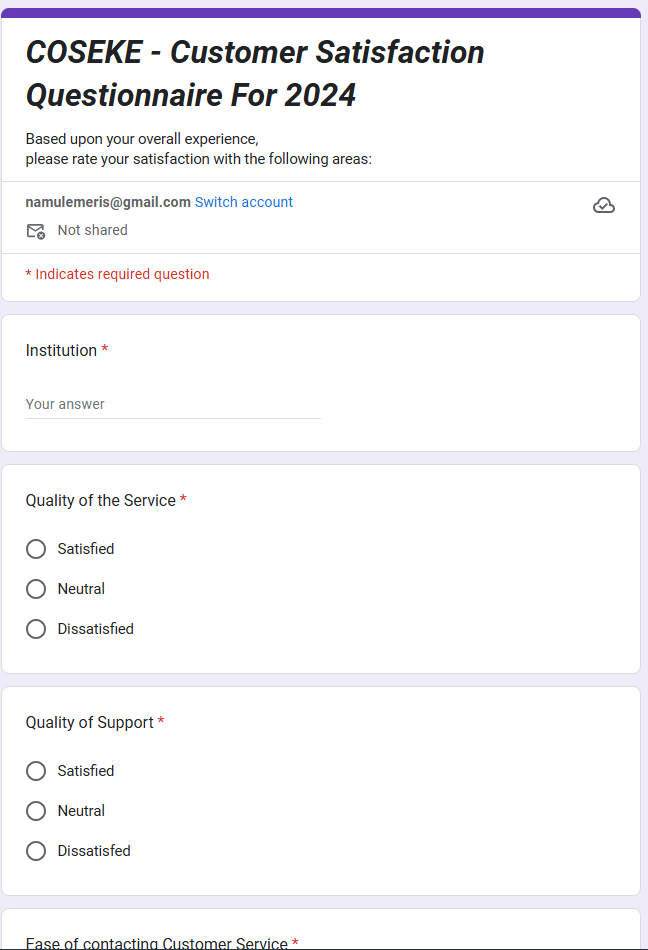 COSEKE - Customer Satisfaction
Questionnaire For 2024
Based upon your overall experience,
please rate your satisfaction with the following areas:
namulemeris@gmail.com Switch account
Not shared
* Indicates required question
Institution *
Your answer
Quality of the Service *
Satisfied
Neutral
Dissatisfied
Quality of Support *
Satisfied
Neutral
Dissatisfed
Ease of contacting Customer Service *